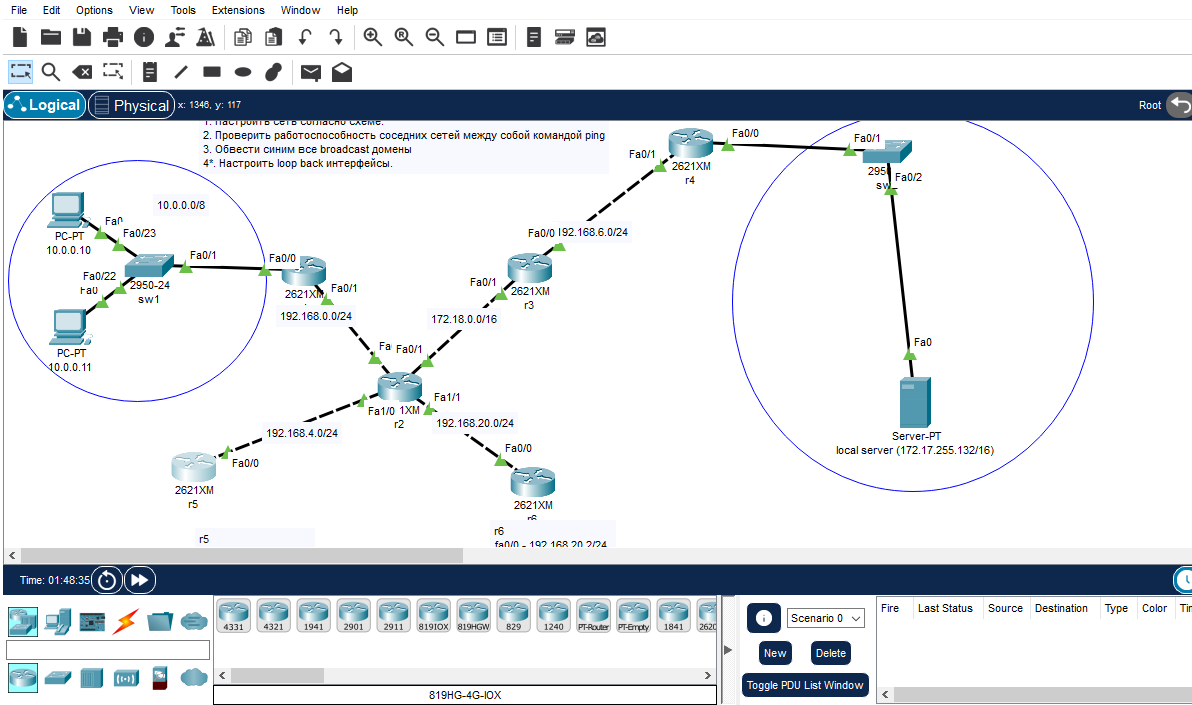 File Edit Options View Tools Extensions Window Help
Logical Physical x: 1346, y: 117 Root
1. Настроить сеть согласно схеме.
2. Проверить работоспособность соседних сетей между собой командой ping
3. Обвести синим все broadcast домены
4*. Настроить loop back интерфейсы.
Fa0/0
Fa0/1
2621XM
r4
Fa0/1
Fa0/2
10.0.0.0/8
Fa0
Fa0/23
PC-PT
10.0.0.10
Fa0/1
Fa0/22
Fa0
2950-24
sw1
PC-PT
10.0.0.11
Fa0/0
2621XM
Fa0/1
192.168.0.0/24
Fa0/0
192.168.6.0/24
Fa0/1
2621XM
r3
172.18.0.0/16
Fa0/1
Fa1/0
1XM
r2
Fa1/1
192.168.20.0/24
192.168.4.0/24
Fa0/0
2621XM
r5
Fa0/0
2621XM
r6
Fa0
Server-PT
local server (172.17.255.132/16)
r5
r6
fa0/0 - 192.168.20.2/24
Time: 01:48:35
4331 4321 1941 2901 2911 819IOX 819HGW 829 1240 PT-Router PT-Empty 1841 2620
819HG-4G-IOX
Scenario 0
New Delete
Toggle PDU List Window
Fire Last Status Source Destination Type Color